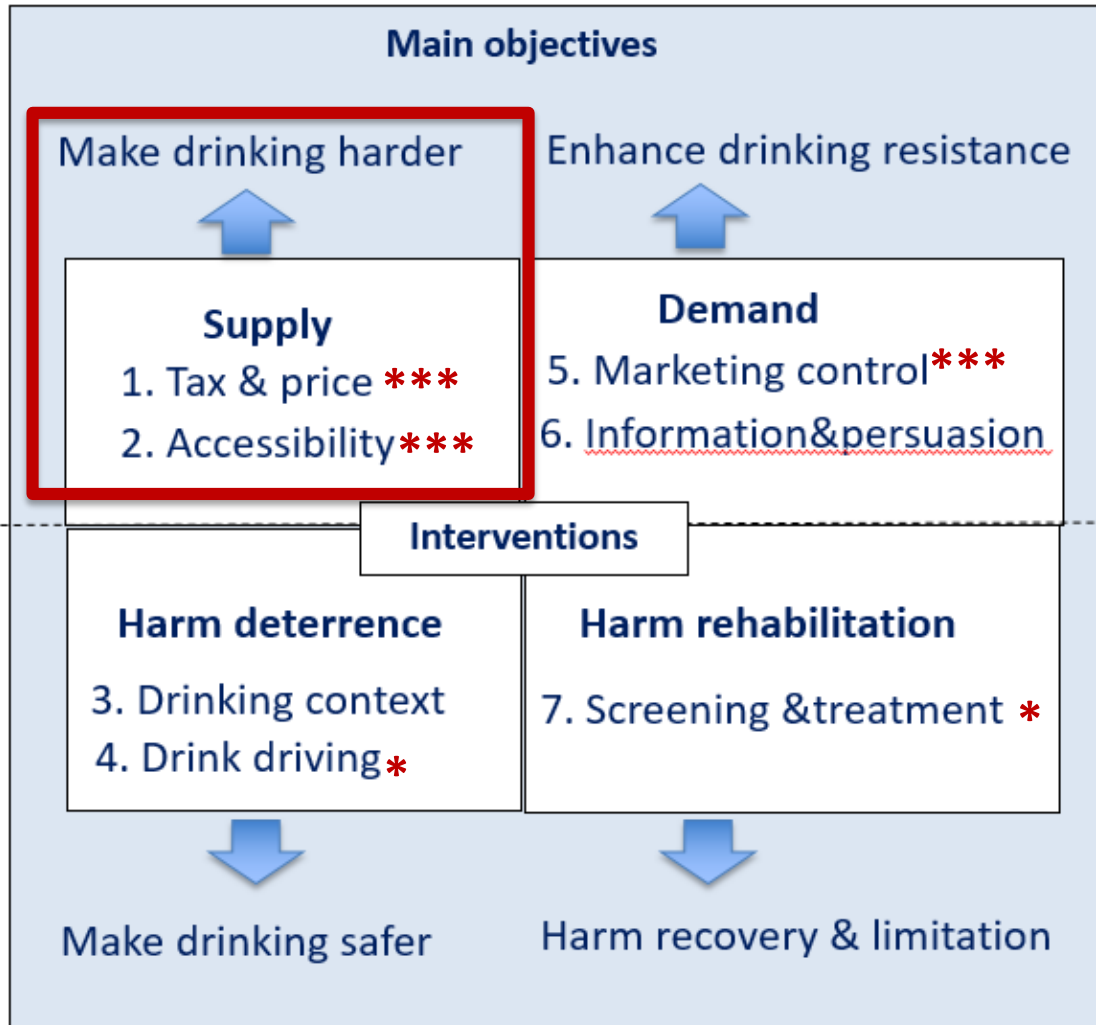 Main objectives
Make drinking harder
Enhance drinking resistance
Supply
1. Tax & price ***
2. Accessibility ***
Demand
5. Marketing control***
6. Information&persuasion
Interventions
Harm deterrence
3. Drinking context
4. Drink driving*
Harm rehabilitation
7. Screening &treatment *
Make drinking safer
Harm recovery & limitation